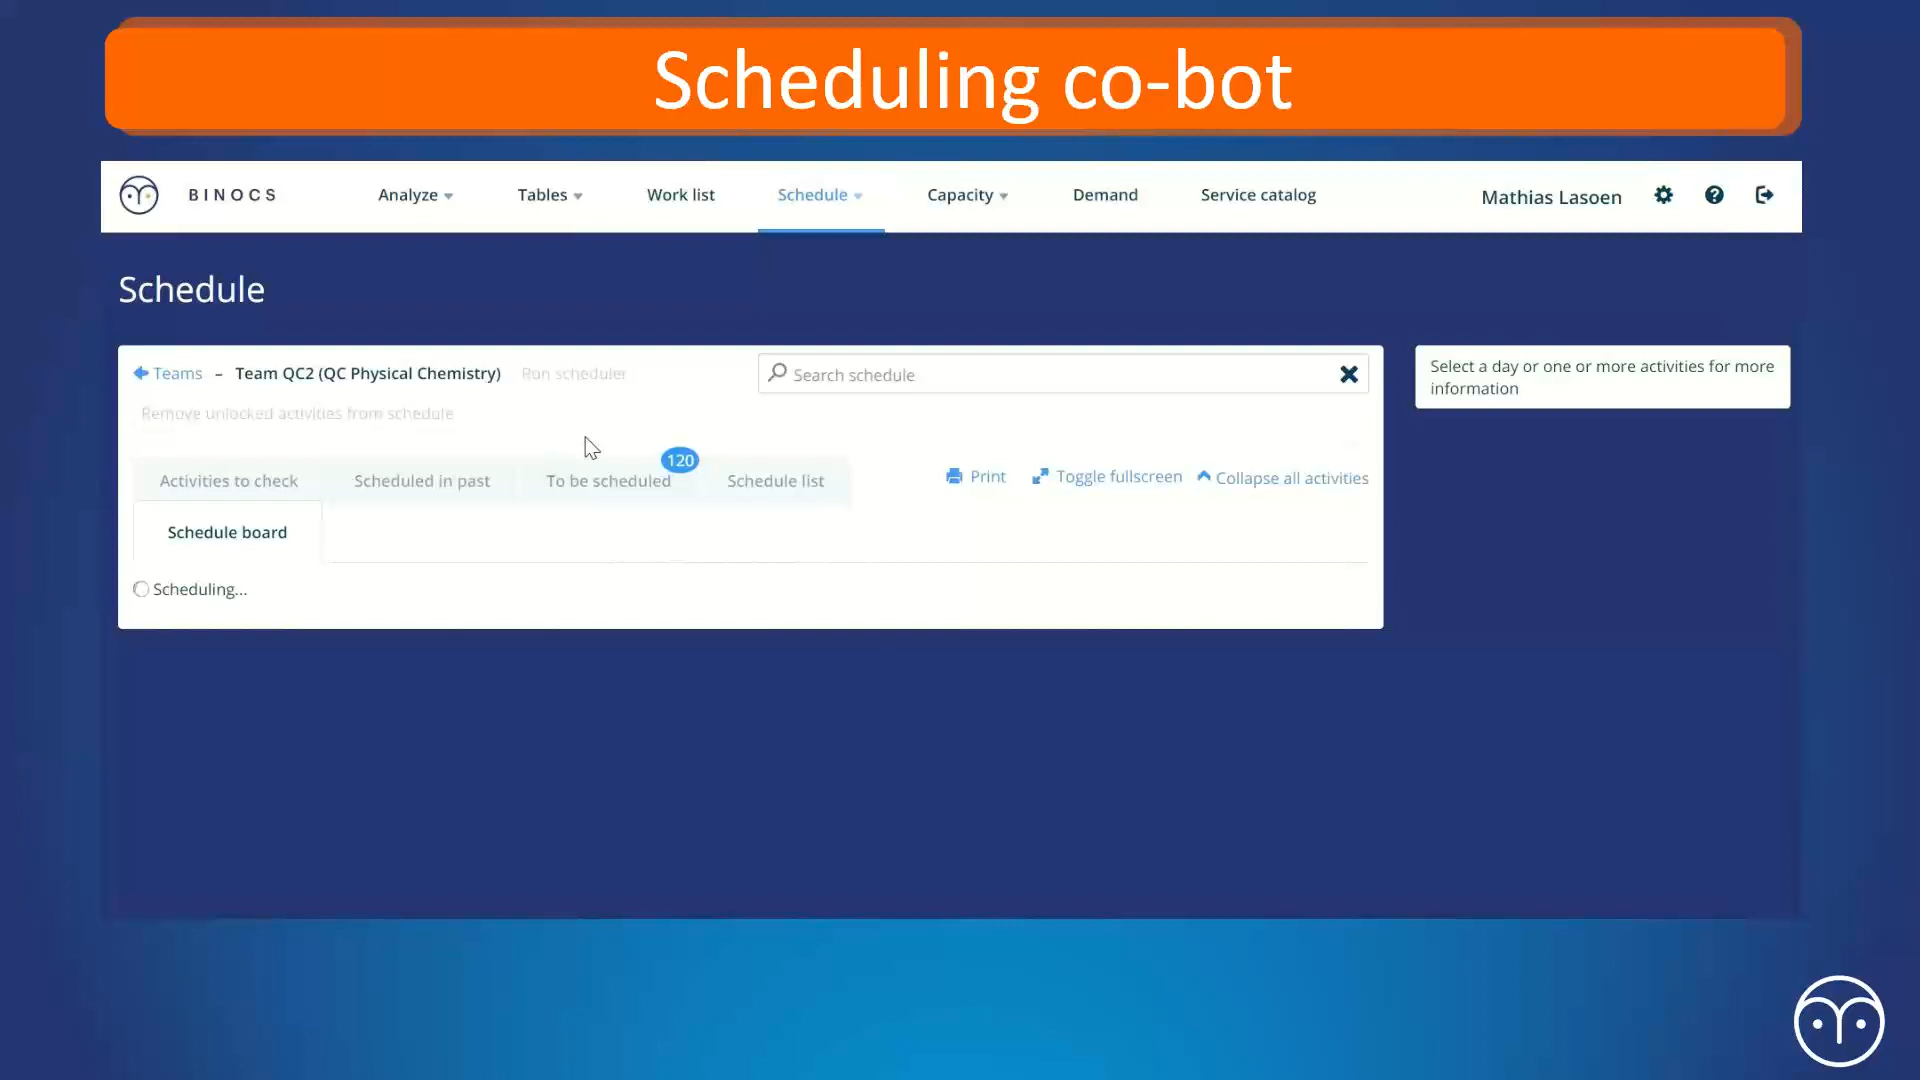 Scheduling co-bot
BINOCS Analyze Tables Work list Schedule Capacity Demand Service catalog Mathias Lasoen
Schedule
Teams – Team QC2 (QC Physical Chemistry) Run scheduler Search schedule
Remove unlocked activities from schedule
Select a day or one or more activities for more
information
120
Activities to check Scheduled in past To be scheduled Schedule list Print Toggle fullscreen Collapse all activities
Schedule board
Scheduling...